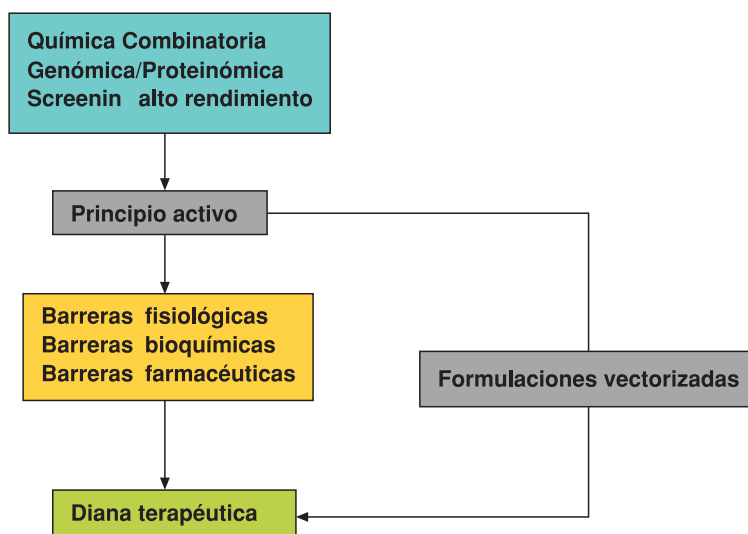 Química Combinatoria
Genómica/Proteinómica
Screenin alto rendimiento
Principio activo
Barreras fisiológicas
Barreras bioquímicas
Barreras farmacéuticas
Formulaciones vectorizadas
Diana terapéutica